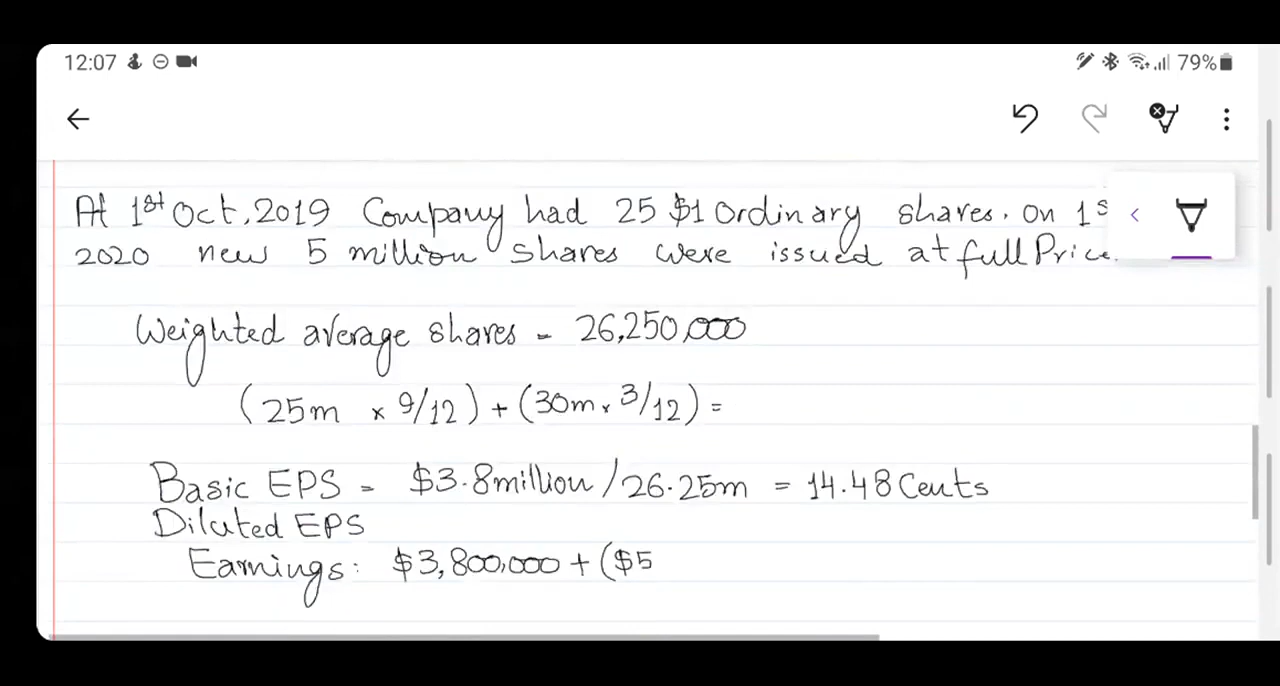 12:07 79%
At 1st Oct, 2019 Company had 25 $1 Ordinary shares. On 1s
2020 new 5 million shares were issued at full Price.
Weighted average shares = 26,250,000
(25m x 9/12) + (30m x 3/12) =
Basic EPS = $3.8million / 26.25m = 14.48 Cents
Diluted EPS
Earnings: $3,800,000 + ($5